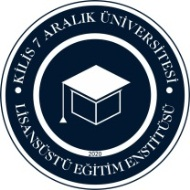 KİLİS 7 ARALIK ÜNİVERSİTESİ
LİSANSÜSTÜ EĞİTİM ENSTİTÜSÜ
2020